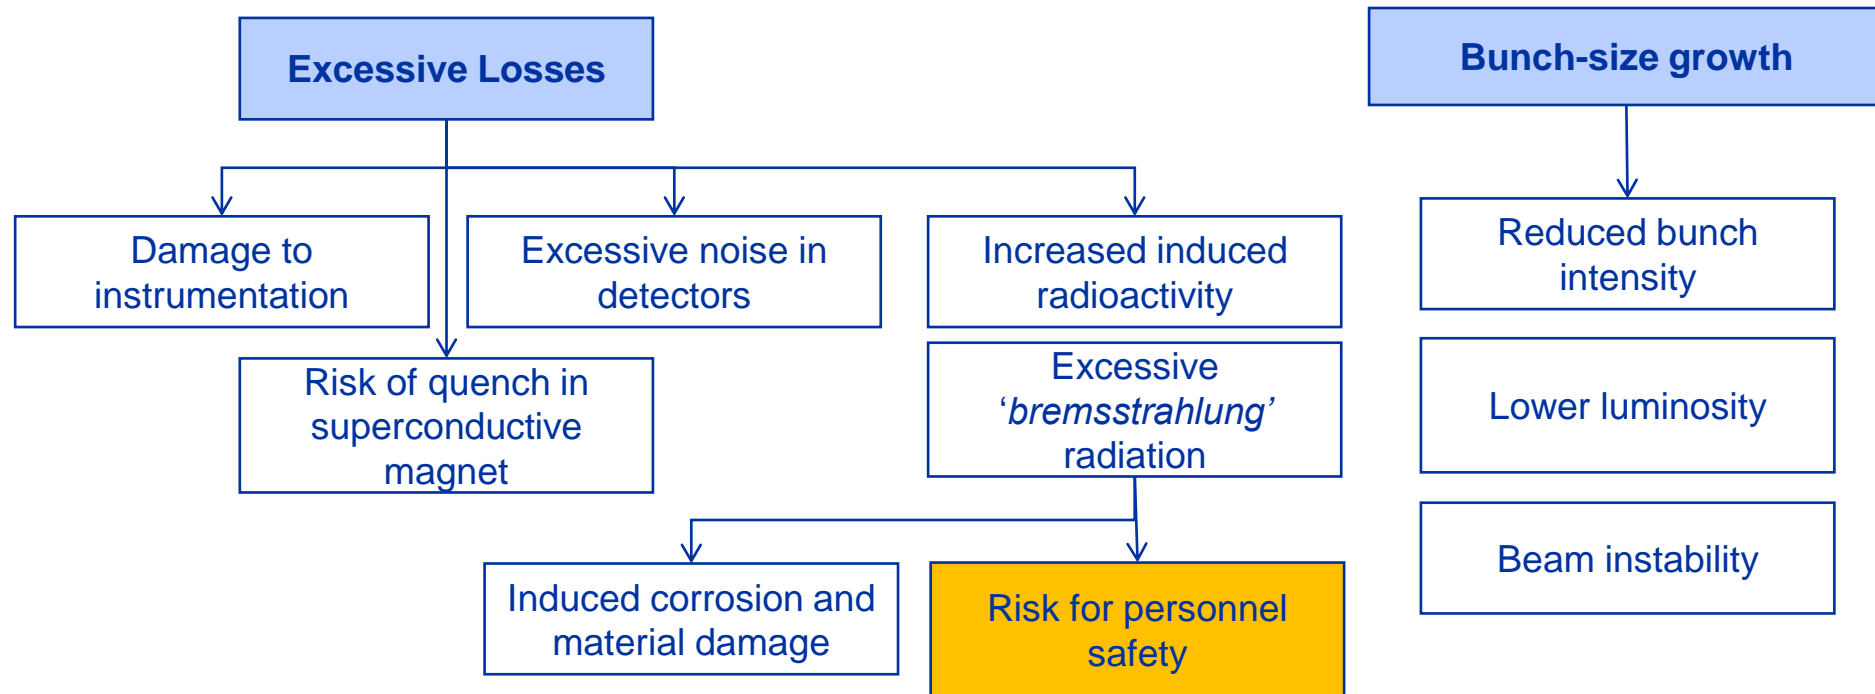 Excessive Losses
Bunch-size growth
Damage to
instrumentation
Excessive noise in
detectors
Increased induced
radioactivity
Reduced bunch
intensity
Risk of quench in
superconductive
magnet
Excessive
‘bremsstrahlung’
radiation
Lower luminosity
Induced corrosion and
material damage
Risk for personnel
safety
Beam instability